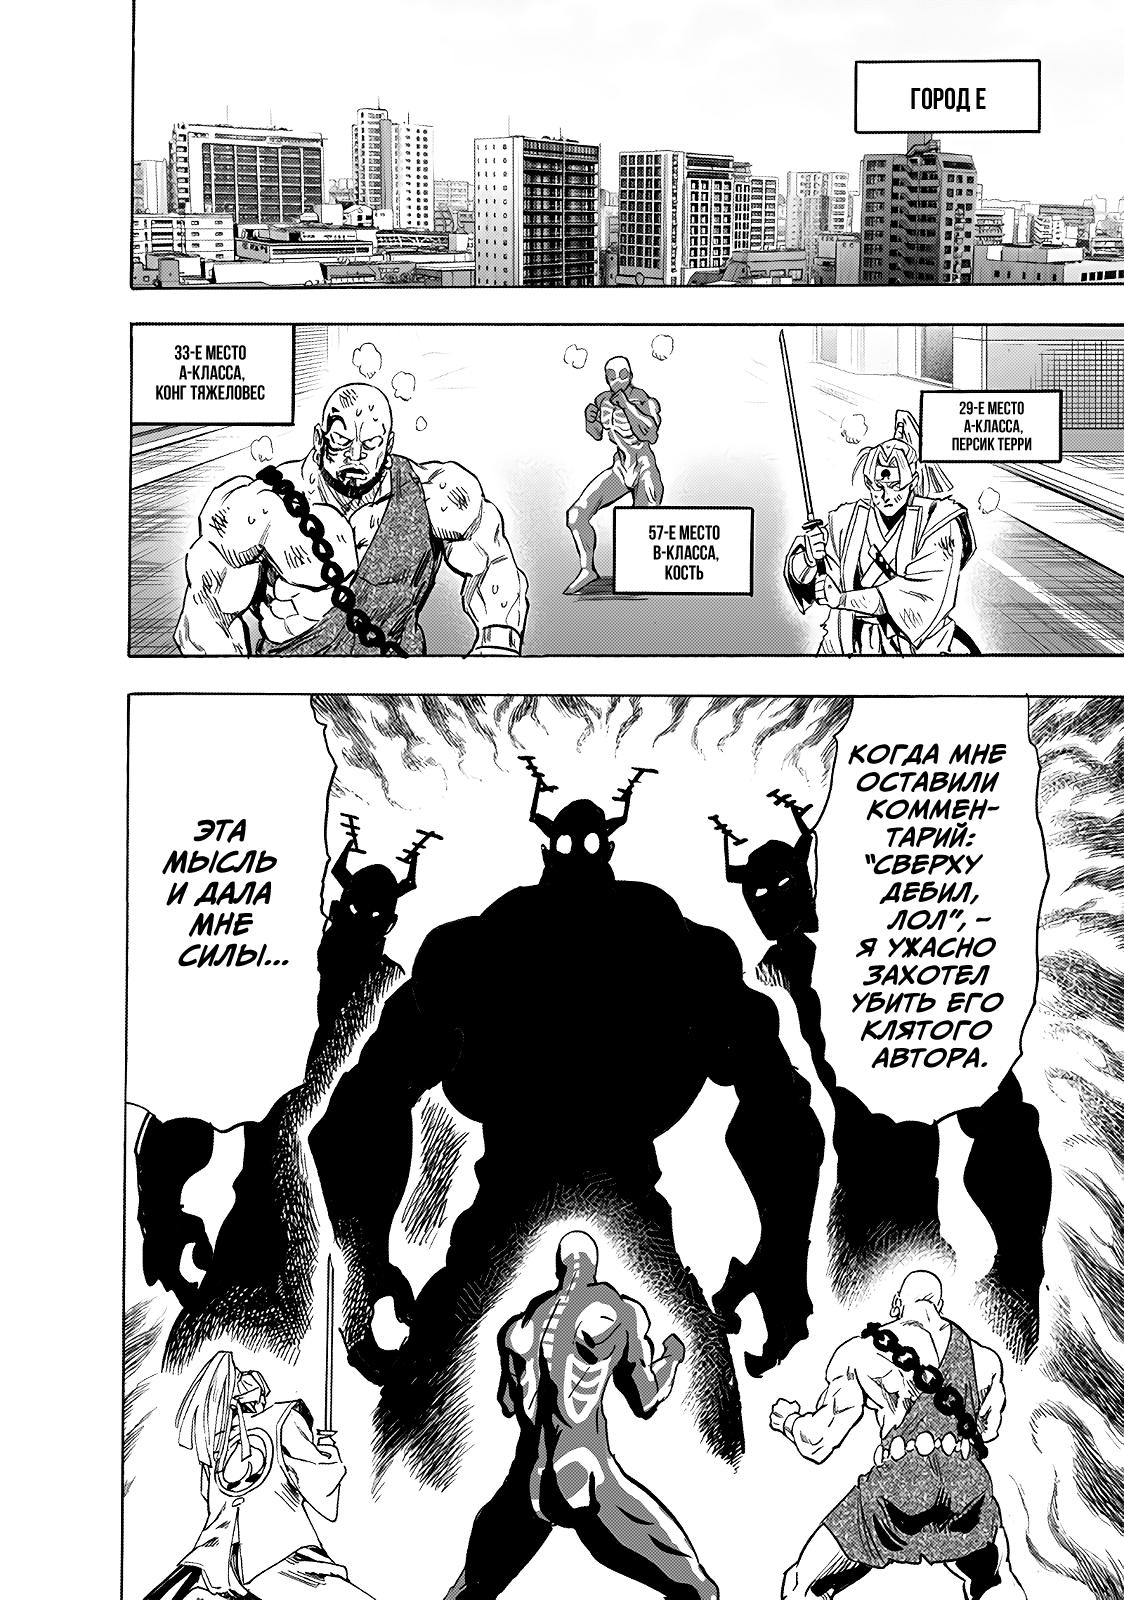 ГОРОД Е
33-Е МЕСТО
А-КЛАССА,
КОНГ ТЯЖЕЛОВЕС
57-Е МЕСТО
В-КЛАССА,
КОСТЬ
29-Е МЕСТО
А-КЛАССА,
ПЕРСИК ТЕРРИ
КОГДА МНЕ
ОСТАВИЛИ
КОММЕН-
ТАРИЙ:
“СВЕРХУ
ДЕБИЛ,
ЛОЛ”, –
Я УЖАСНО
ЗАХОТЕЛ
УБИТЬ ЕГО
КЛЯТОГО
АВТОРА.
ЭТА
МЫСЛЬ
И ДАЛА
МНЕ
СИЛЫ...